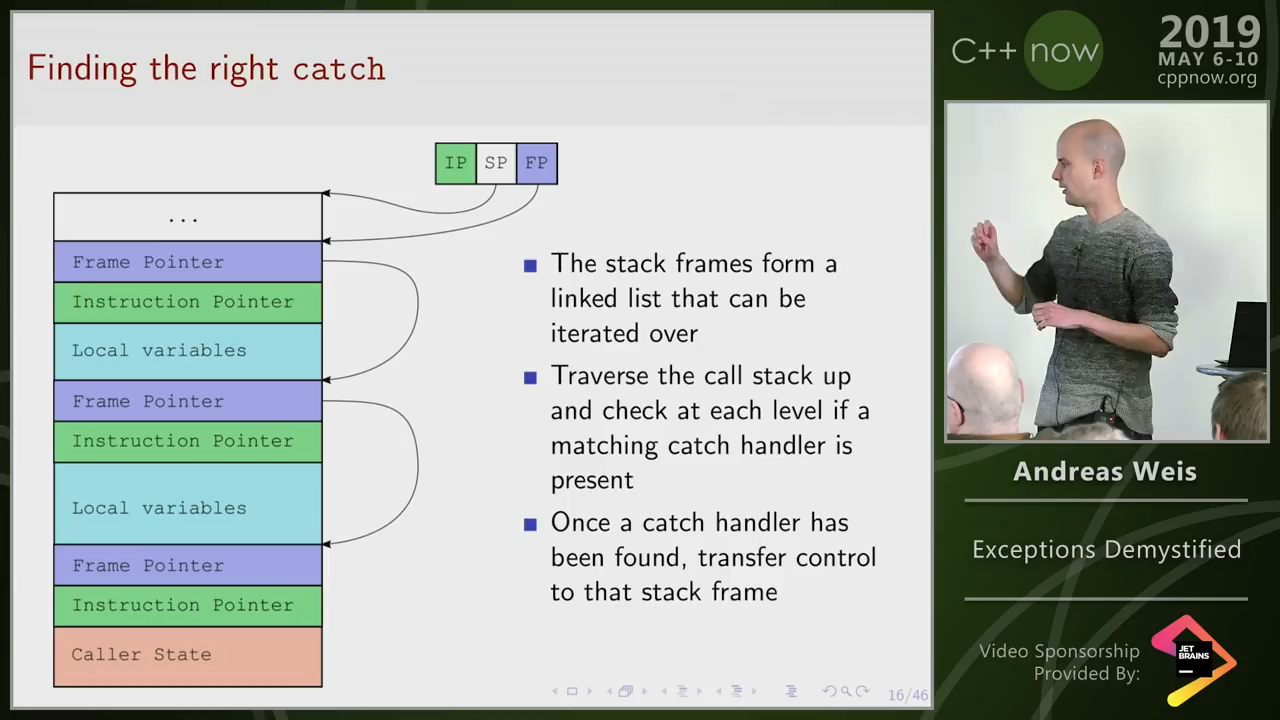 Finding the right catch
IP SP FP
...
Frame Pointer
Instruction Pointer
Local variables
Frame Pointer
Instruction Pointer
Local variables
Frame Pointer
Instruction Pointer
Caller State
The stack frames form a
linked list that can be
iterated over
Traverse the call stack up
and check at each level if a
matching catch handler is
present
Once a catch handler has
been found, transfer control
to that stack frame
16/46
C++ now
2019
MAY 6-10
cppnow.org
Andreas Weis
Exceptions Demystified
Video Sponsorship
Provided By:
JET
BRAINS